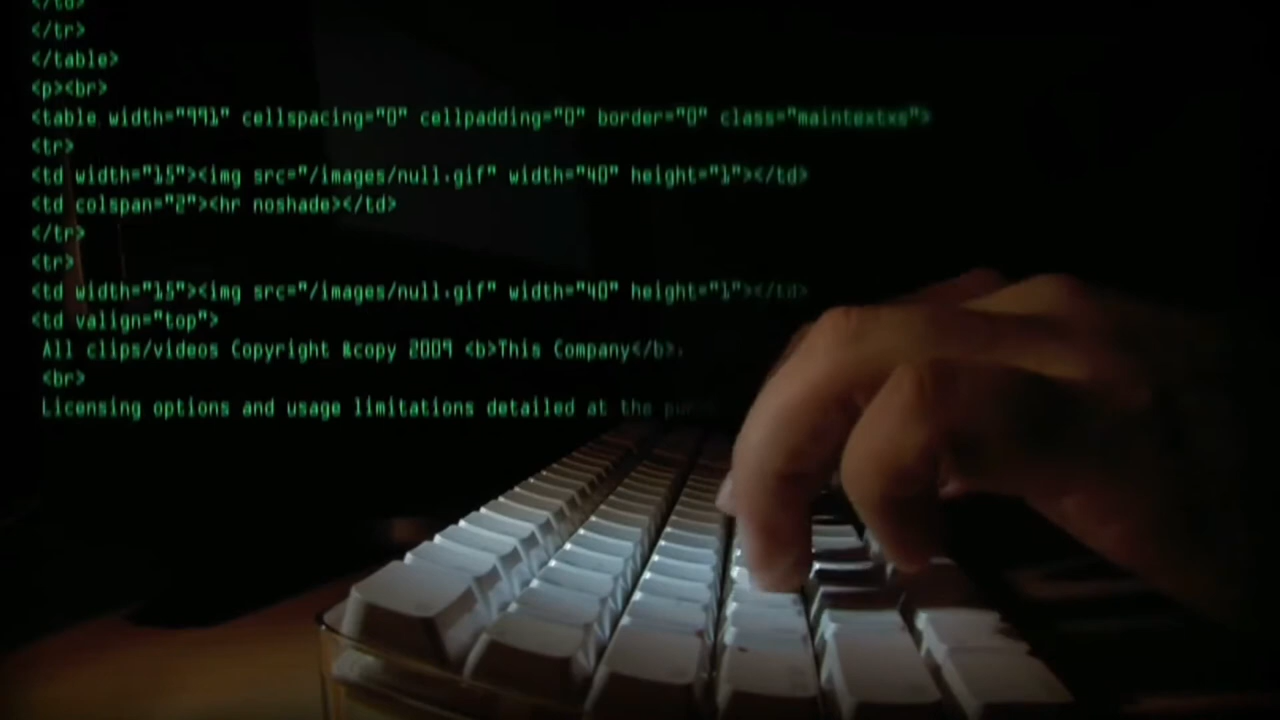 </td>
</tr>
</table>
<p><br>
<table width="991" cellspacing="0" cellpadding="0" border="0" class="maintextxs">
<tr>
<td width="15"><img src="/images/null.gif" width="40" height="1"></td>
<td colspan="2"><hr noshade></td>
</tr>
<tr>
<td width="15"><img src="/images/null.gif" width="40" height="1"></td>
<td valign="top">
All clips/videos Copyright &copy 2009 <b>This Company</b>.
<br>
Licensing options and usage limitations detailed at the